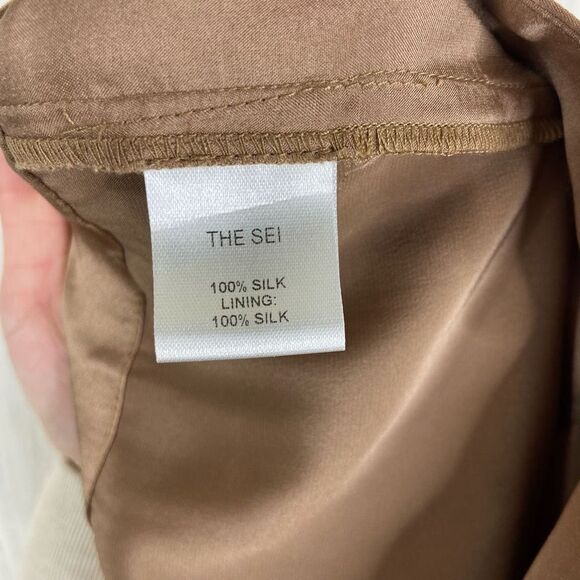 THE SEI
100% SILK
LINING:
100% SILK